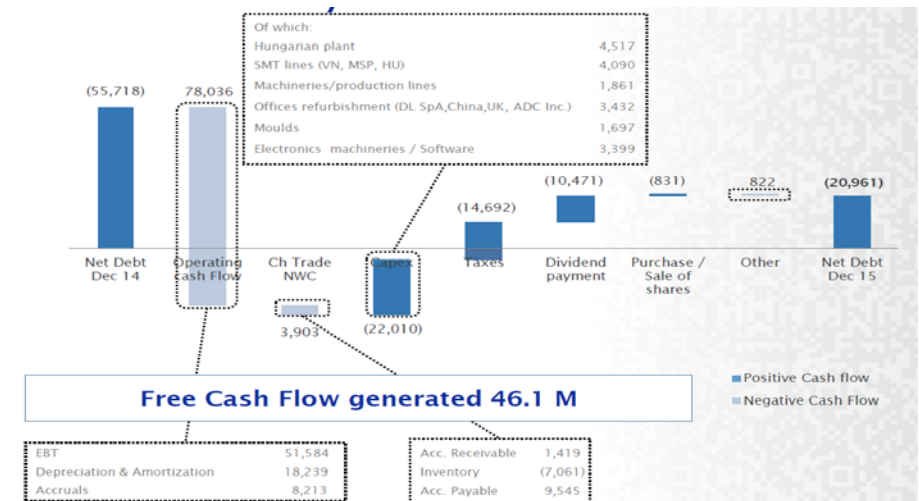 Of which:
Hungarian plant 4,517
SMT lines (VN, MSP, HU) 4,090
Machineries/production lines 1,861
Offices refurbishment (DL SpA,China,UK, ADC Inc.) 3,432
Moulds 1,697
Electronics machineries / Software 3,399
(55,718) 78,036
(14,692) (10,471) (831) 822 (20,961)
Net Debt Dec 14
Operating cash Flow
Ch Trade NWC
Capex
Taxes
Dividend payment
Purchase / Sale of shares
Other
Net Debt Dec 15
3,903 (22,010)
Free Cash Flow generated 46.1 M
Positive Cash flow
Negative Cash Flow
EBT 51,584
Depreciation & Amortization 18,239
Accruals 8,213
Acc. Receivable 1,419
Inventory (7,061)
Acc. Payable 9,545